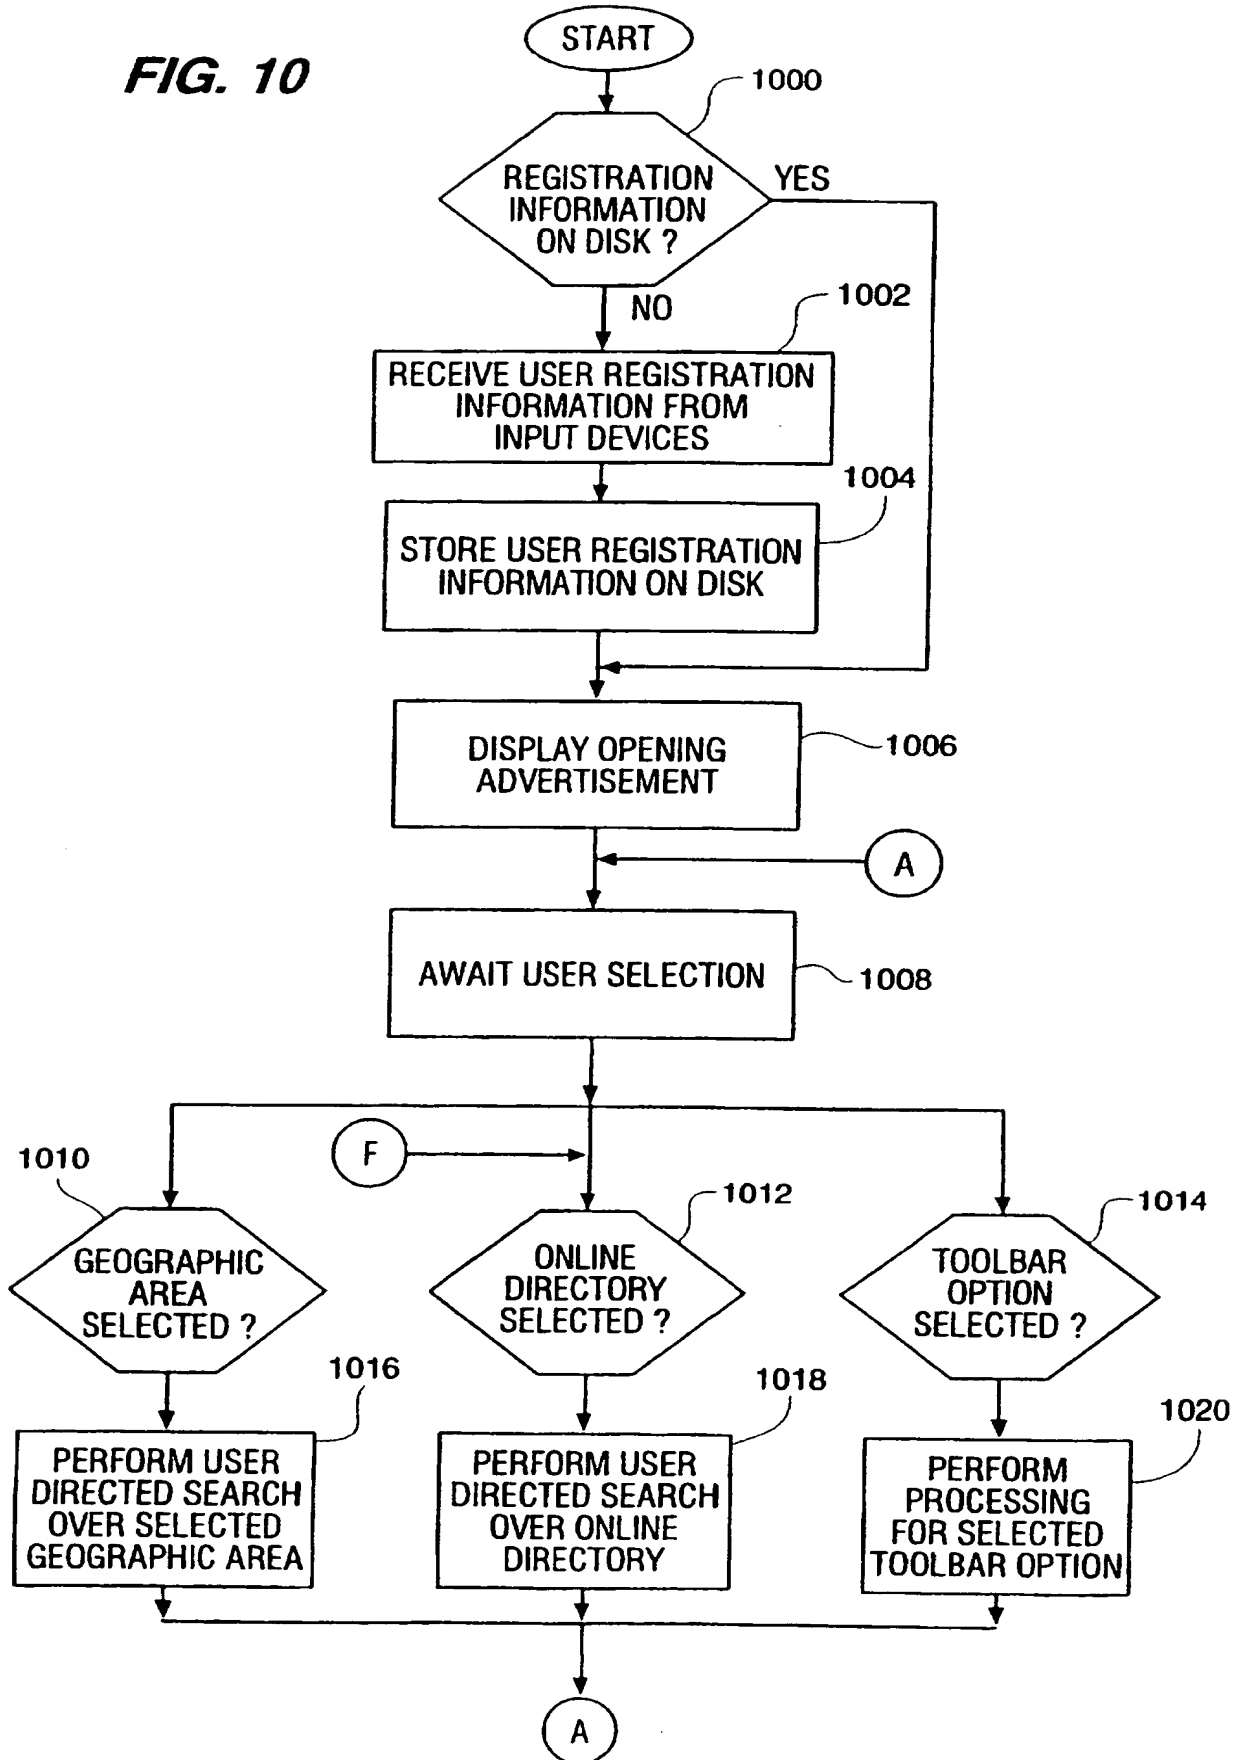 START
FIG. 10
1000
REGISTRATION
INFORMATION
ON DISK ?
YES
NO
1002
RECEIVE USER REGISTRATION
INFORMATION FROM
INPUT DEVICES
1004
STORE USER REGISTRATION
INFORMATION ON DISK
DISPLAY OPENING
ADVERTISEMENT
1006
A
AWAIT USER SELECTION
1008
F
1010
GEOGRAPHIC
AREA
SELECTED ?
1012
ONLINE
DIRECTORY
SELECTED ?
1014
TOOLBAR
OPTION
SELECTED ?
1016
PERFORM USER
DIRECTED SEARCH
OVER SELECTED
GEOGRAPHIC AREA
1018
PERFORM USER
DIRECTED SEARCH
OVER ONLINE
DIRECTORY
1020
PERFORM
PROCESSING
FOR SELECTED
TOOLBAR OPTION
A